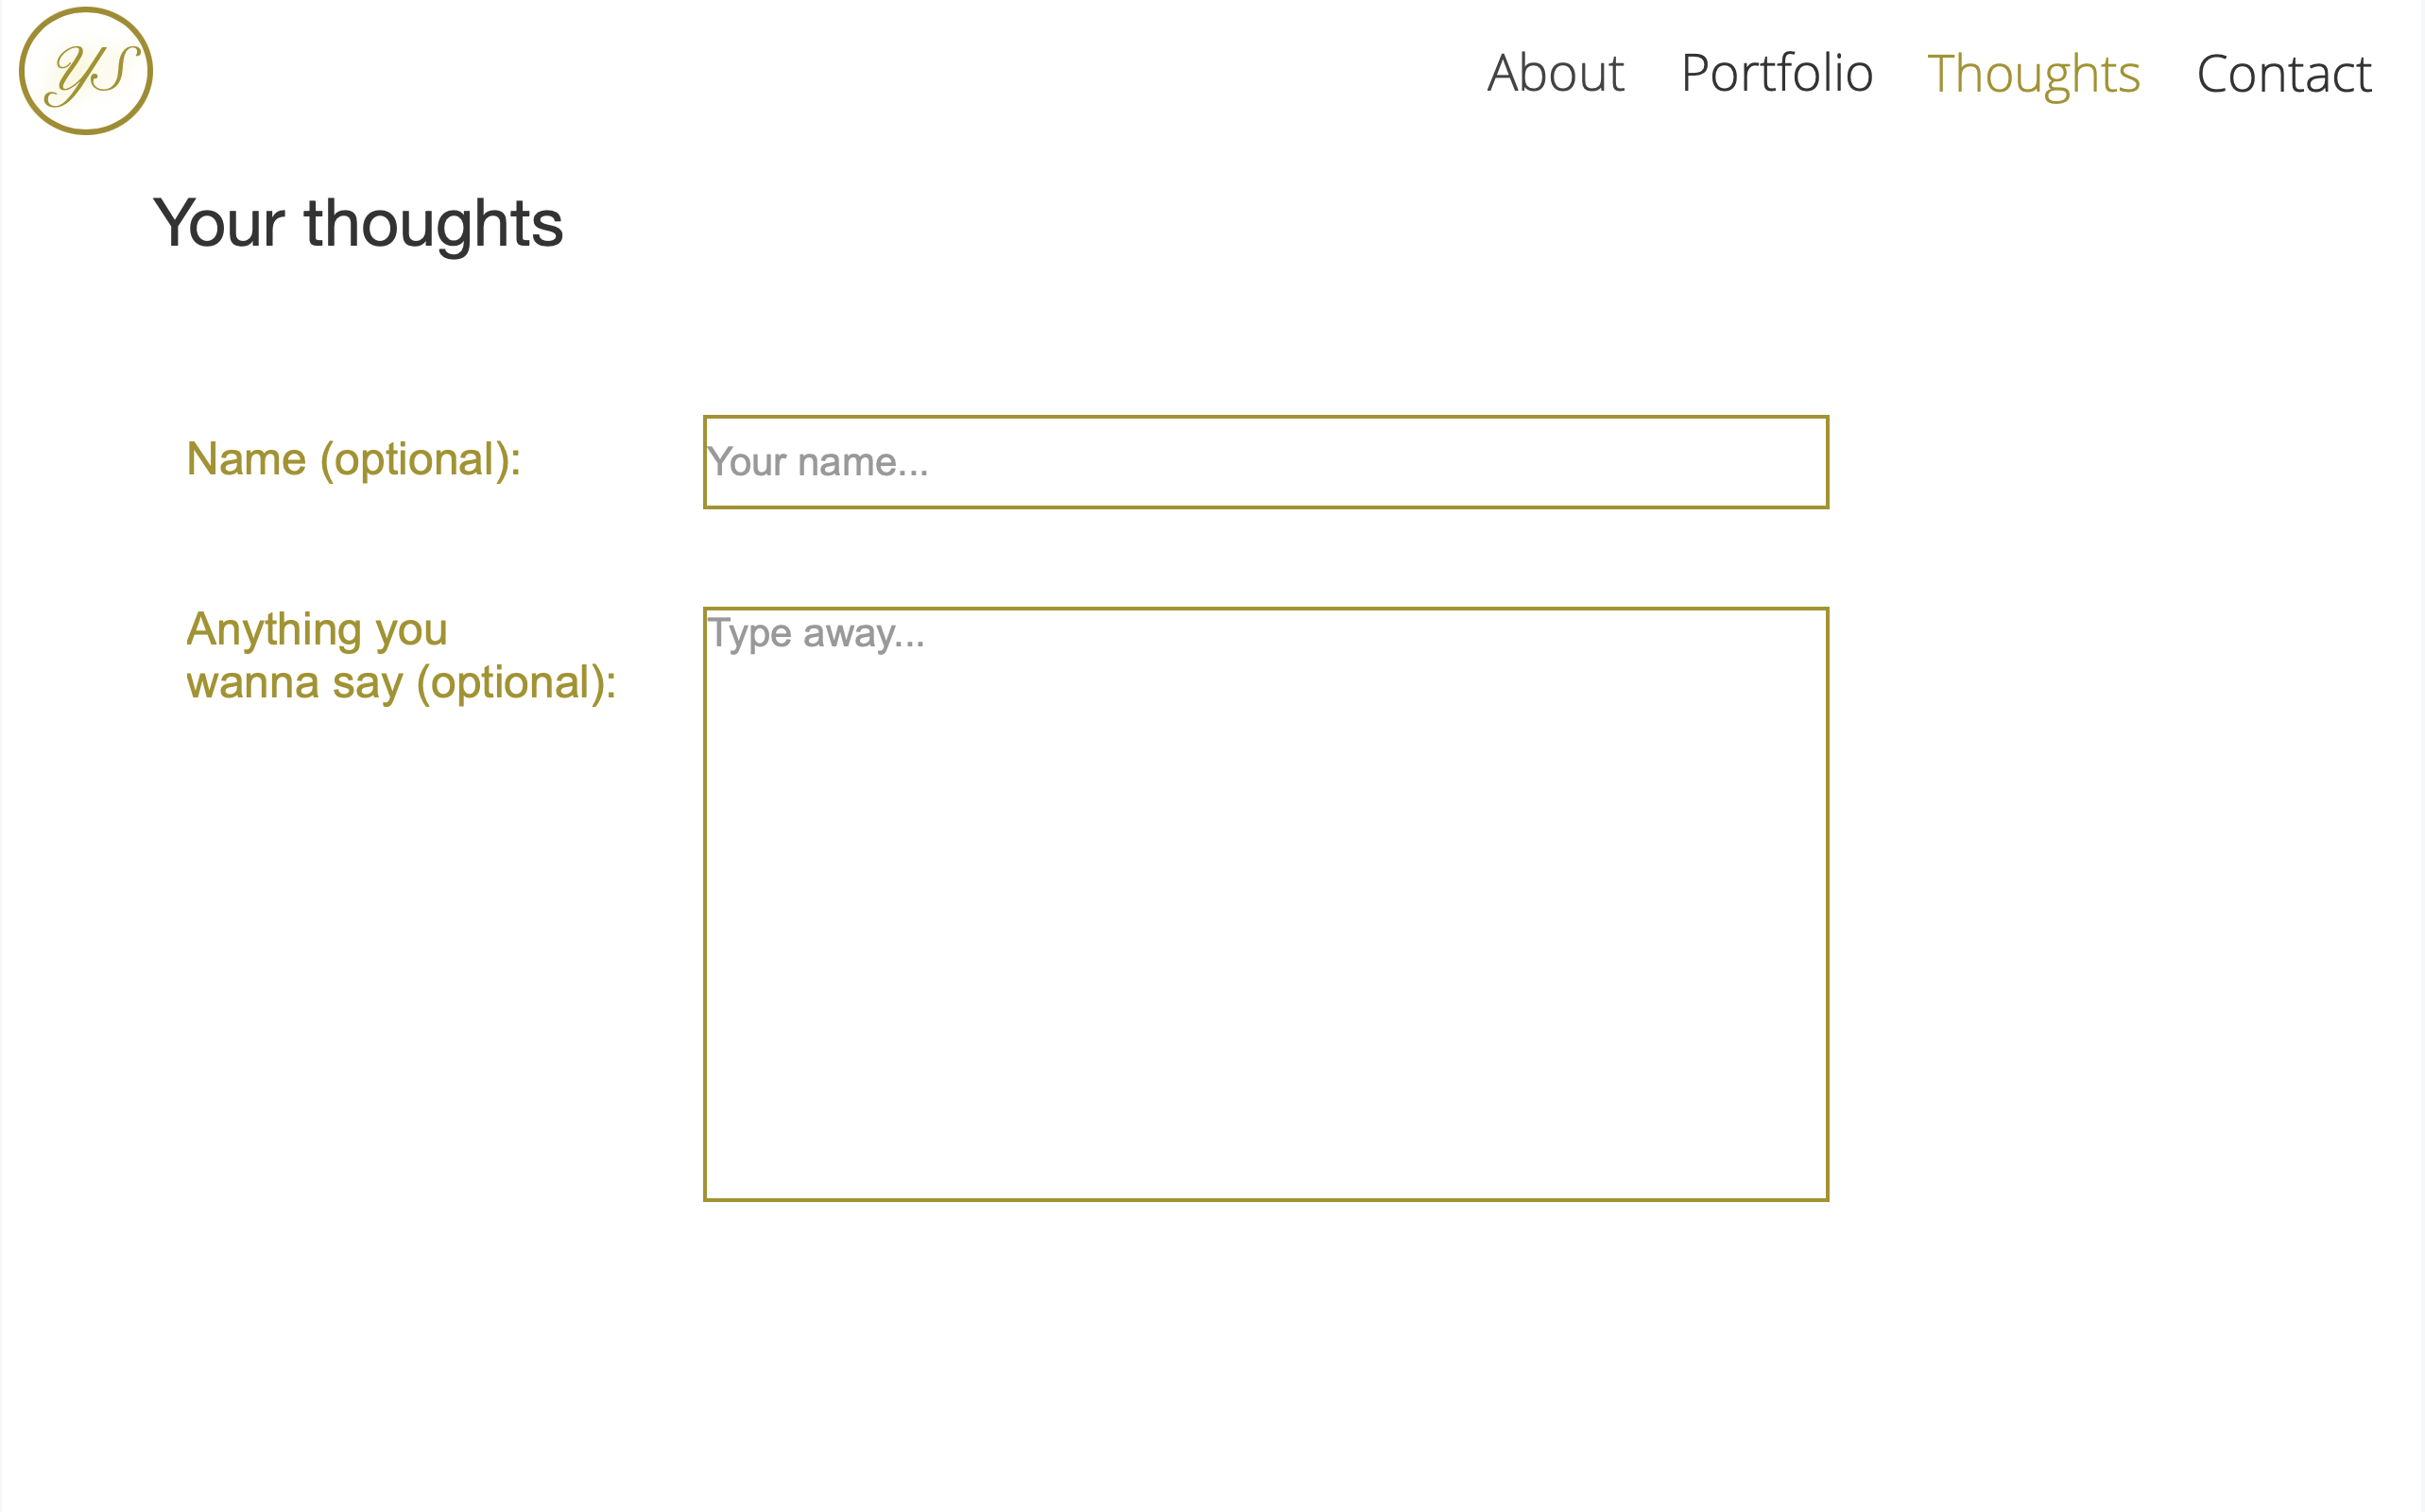 YS
About Portfolio Thoughts Contact
Your thoughts
Name (optional):
Your name...
Anything you
wanna say (optional):
Type away...